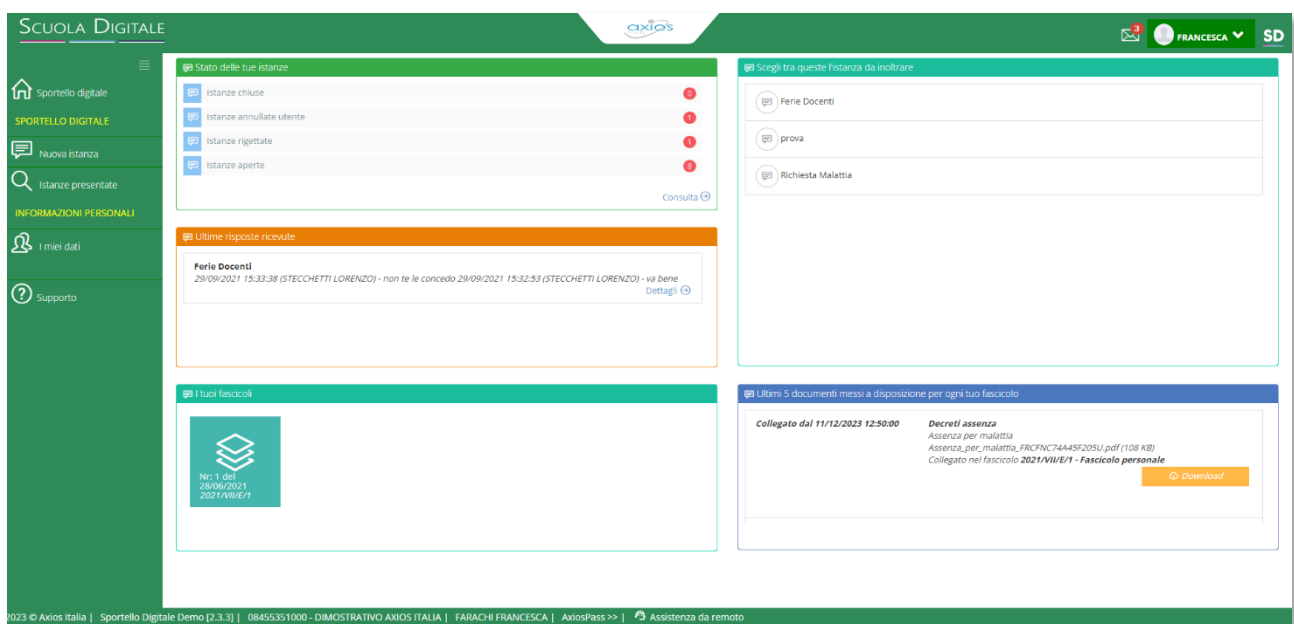 SCUOLA DIGITALE
axios
3
FRANCESCA
SD
Sportello digitale
SPORTELLO DIGITALE
Nuova istanza
Istanze presentate
INFORMAZIONI PERSONALI
I miei dati
Supporto
Stato delle tue istanze
Istanze chiuse 0
Istanze annullate utente 1
Istanze rigettate 1
Istanze aperte 8
Consulta
Scegli tra queste l'istanza da inoltrare
Ferie Docenti
prova
Richiesta Malattia
Ultime risposte ricevute
Ferie Docenti
29/09/2021 15:33:38 (STECCHETTI LORENZO) - non te le concedo 29/09/2021 15:32:53 (STECCHETTI LORENZO) - va bene
Dettagli
I tuoi fascicoli
Nr: 1 del
28/06/2021
2021/VII/E/1
Ultimi 5 documenti messi a disposizione per ogni tuo fascicolo
Collegato dal 11/12/2023 12:50:00
Decreti assenza
Assenza per malattia
Assenza_per_malattia_FRCFNC74A45F205U.pdf (108 KB)
Collegato nel fascicolo 2021/VII/E/1 - Fascicolo personale
Download
2023 © Axios Italia | Sportello Digitale Demo [2.3.3] | 08455351000 - DIMOSTRATIVO AXIOS ITALIA | FARACHI FRANCESCA | AxiosPass >> | Assistenza da remoto